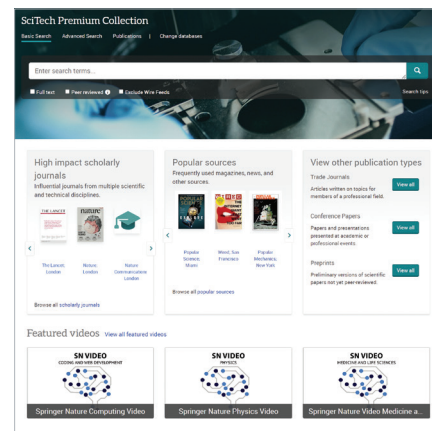 SciTech Premium Collection
Basic Search Advanced Search Publications | Change databases
Enter search terms...
Full text Peer reviewed Exclude Wire Feeds
Search tips
High impact scholarly
journals
Influential journals from multiple scientific
and technical disciplines.
THE LANCET
nature
The Lancet,
London
Nature,
London
Nature
Communications
London
Browse all scholarly journals
Popular sources
Frequently used magazines, news, and
other sources.
Popular
Science,
Miami
Wired, San
Francisco
Popular
Mechanics,
New York
Browse all popular sources
View other publication types
Trade Journals
Articles written on topics for
members of a professional field.
View all
Conference Papers
Papers and presentations
presented at academic or
professional events.
View all
Preprints
Preliminary versions of scientific
papers not yet peer-reviewed.
View all
Featured videos View all featured videos
SN VIDEO
CODING AND WEB DEVELOPMENT
Springer Nature Computing Video
SN VIDEO
PHYSICS
Springer Nature Physics Video
SN VIDEO
MEDICINE AND LIFE SCIENCES
Springer Nature Video Medicine a...